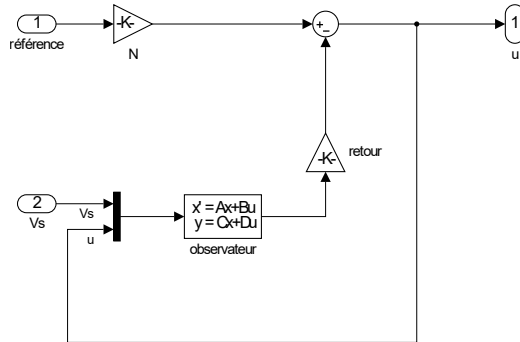 1
référence
-K-
N
+
−
1
u
-K-
retour
2
Vs
Vs
u
x' = Ax+Bu
y = Cx+Du
observateur